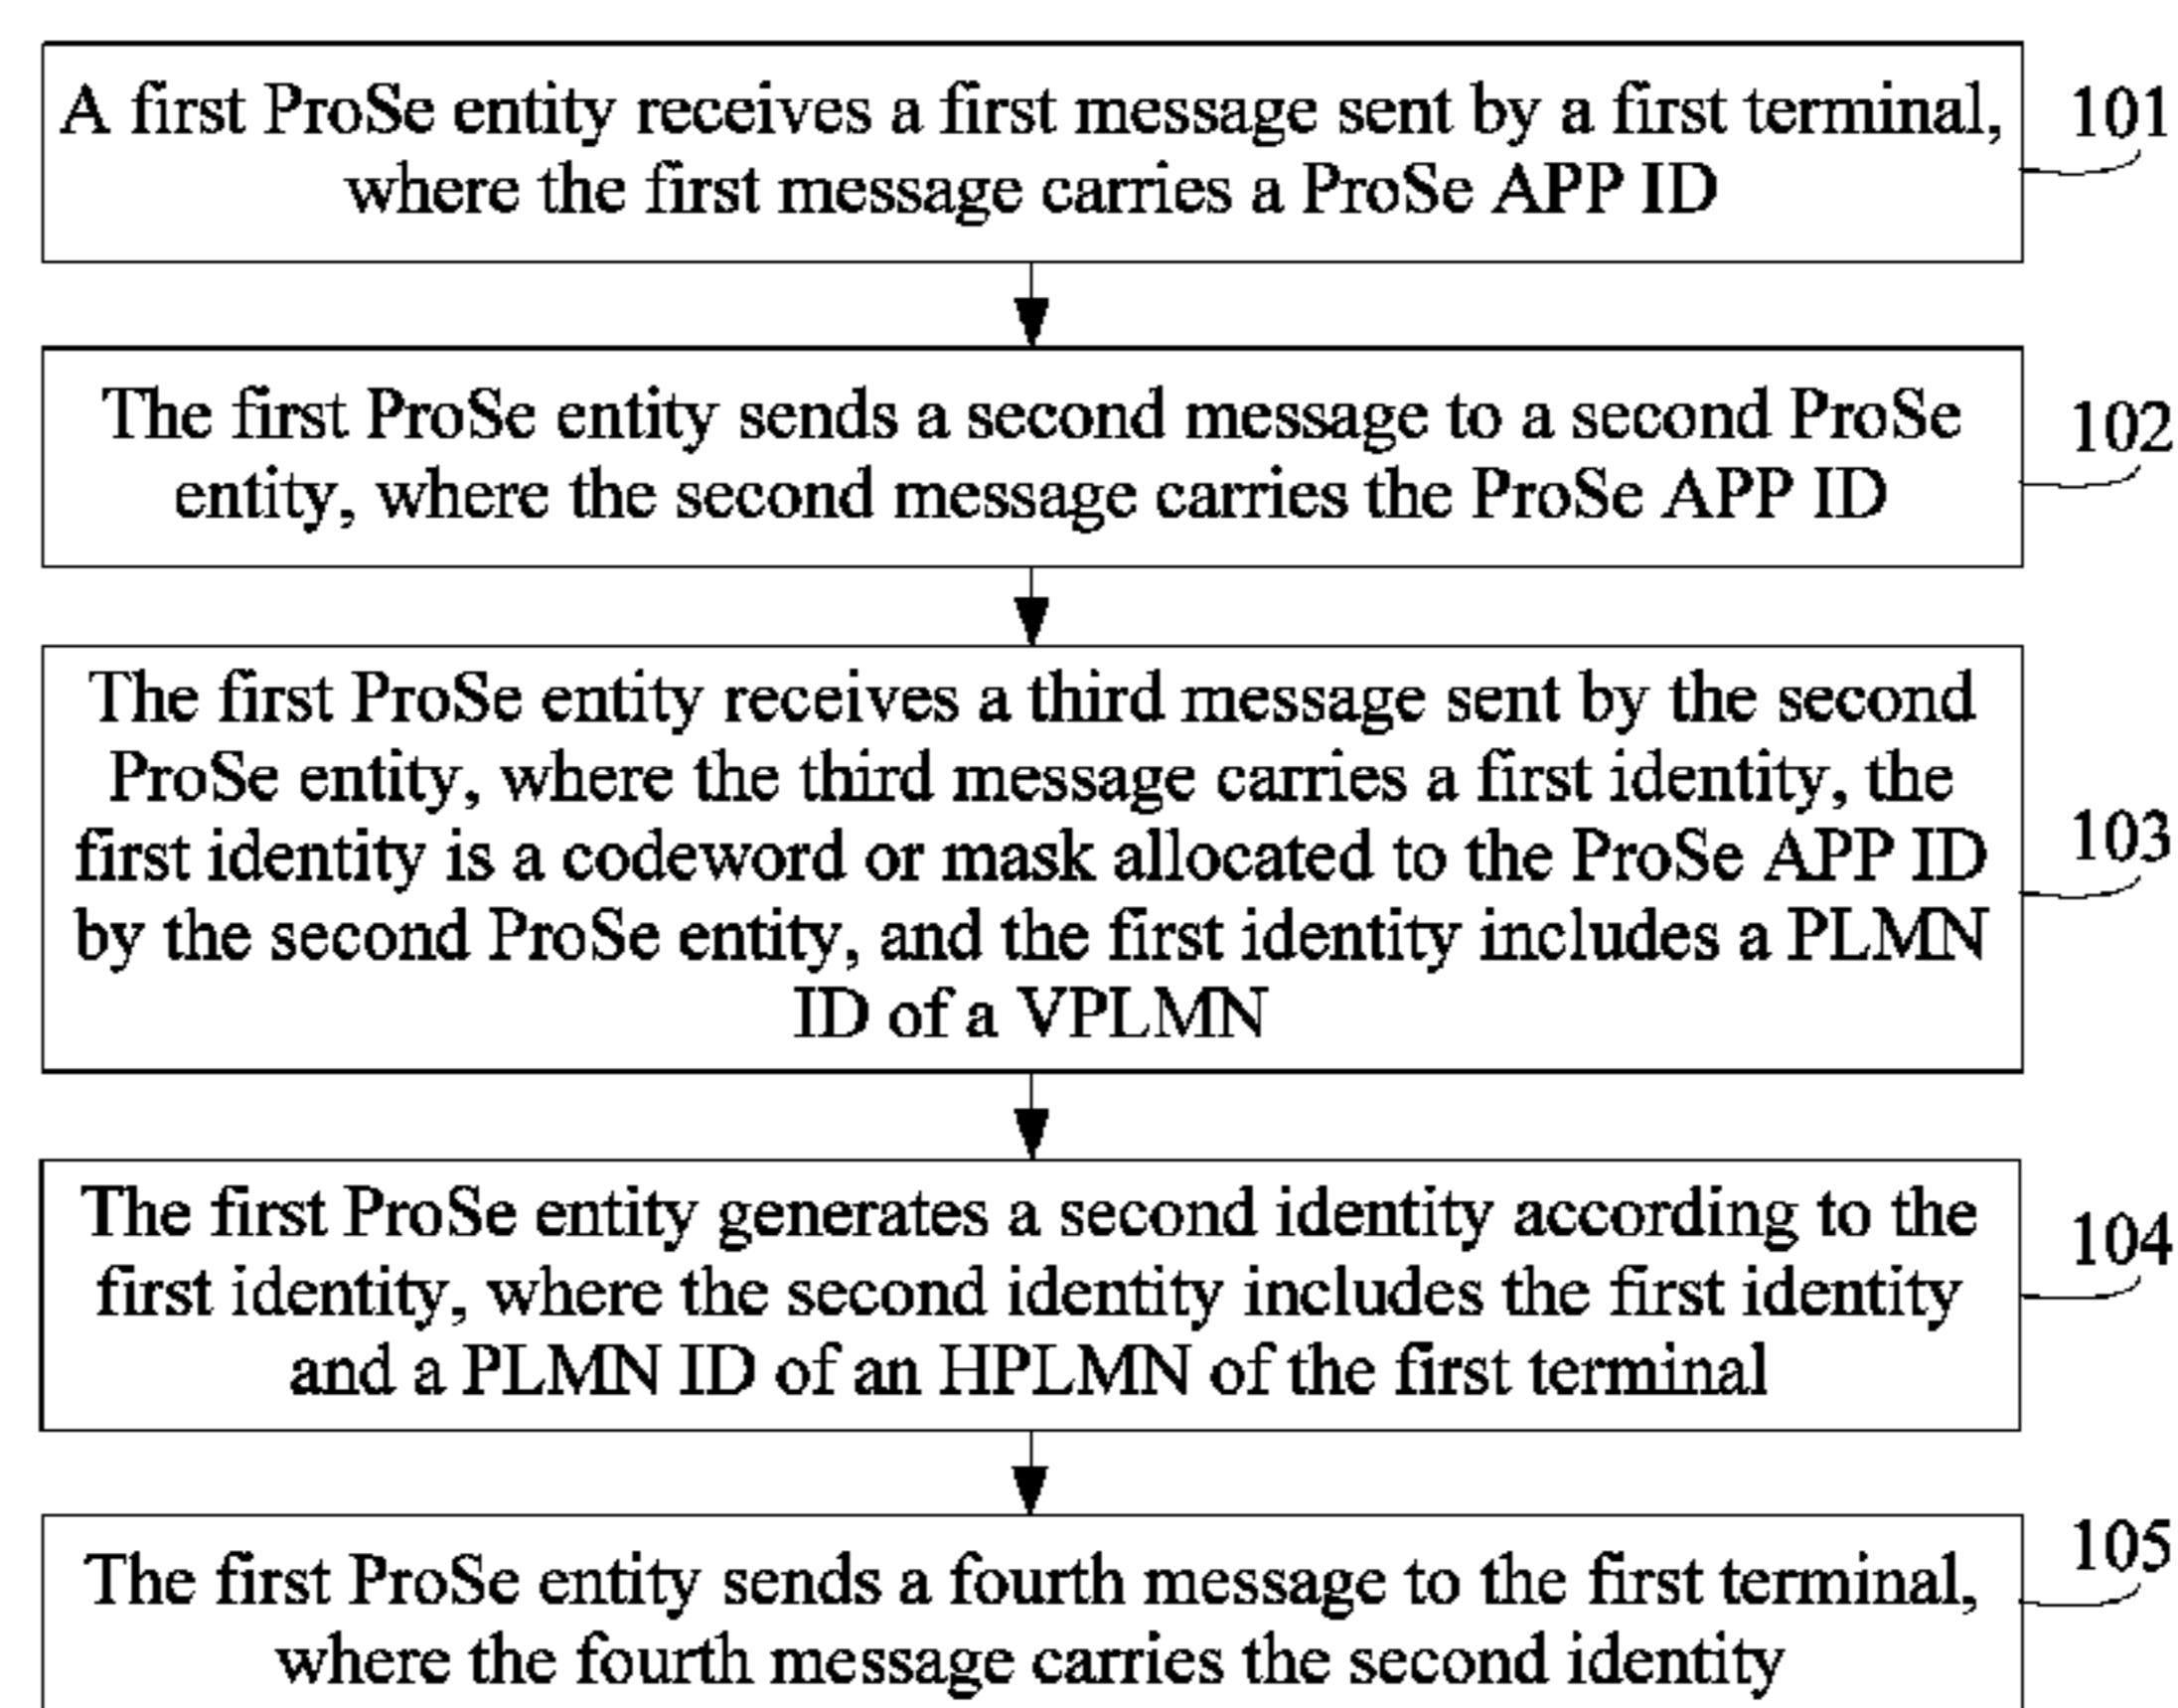 A first ProSe entity receives a first message sent by a first terminal,
where the first message carries a ProSe APP ID
101
The first ProSe entity sends a second message to a second ProSe
entity, where the second message carries the ProSe APP ID
102
The first ProSe entity receives a third message sent by the second
ProSe entity, where the third message carries a first identity, the
first identity is a codeword or mask allocated to the ProSe APP ID
by the second ProSe entity, and the first identity includes a PLMN
ID of a VPLMN
103
The first ProSe entity generates a second identity according to the
first identity, where the second identity includes the first identity
and a PLMN ID of an HPLMN of the first terminal
104
The first ProSe entity sends a fourth message to the first terminal,
where the fourth message carries the second identity
105